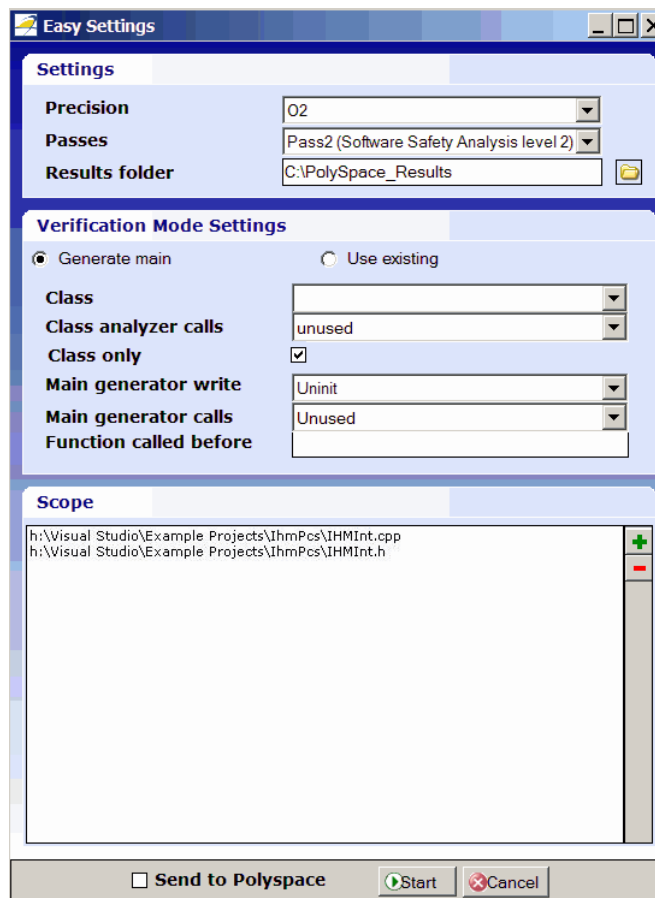 Easy Settings
Settings
Precision O2
Passes Pass2 (Software Safety Analysis level 2)
Results folder C:\PolySpace_Results
Verification Mode Settings
Generate main Use existing
Class
Class analyzer calls unused
Class only
Main generator write Uninit
Main generator calls Unused
Function called before
Scope
h:\Visual Studio\Example Projects\IhmPcs\IHMInt.cpp
h:\Visual Studio\Example Projects\IhmPcs\IHMInt.h
Send to Polyspace Start Cancel